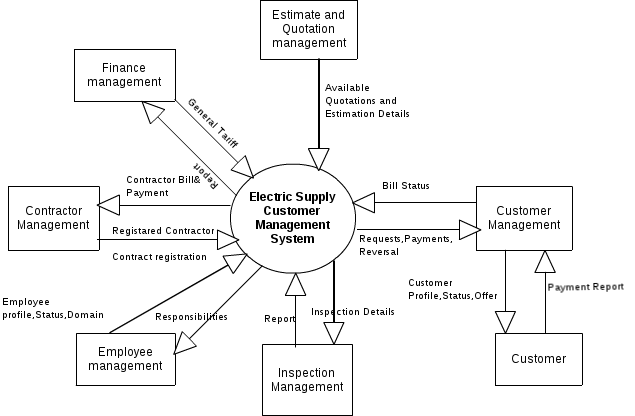 Estimate and
Quotation
management
Finance
management
General Tariff
Report
Available
Quotations and
Estimation Details
Contractor Bill&
Payment
Contractor
Management
Registared Contractor
Contract registration
Electric Supply
Customer
Management
System
Bill Status
Customer
Management
Requests,Payments,
Reversal
Customer
Profile,Status,Offer
Payment Report
Employee
profile,Status,Domain
Responsibilities
Report
Inspection Details
Employee
management
Inspection
Management
Customer